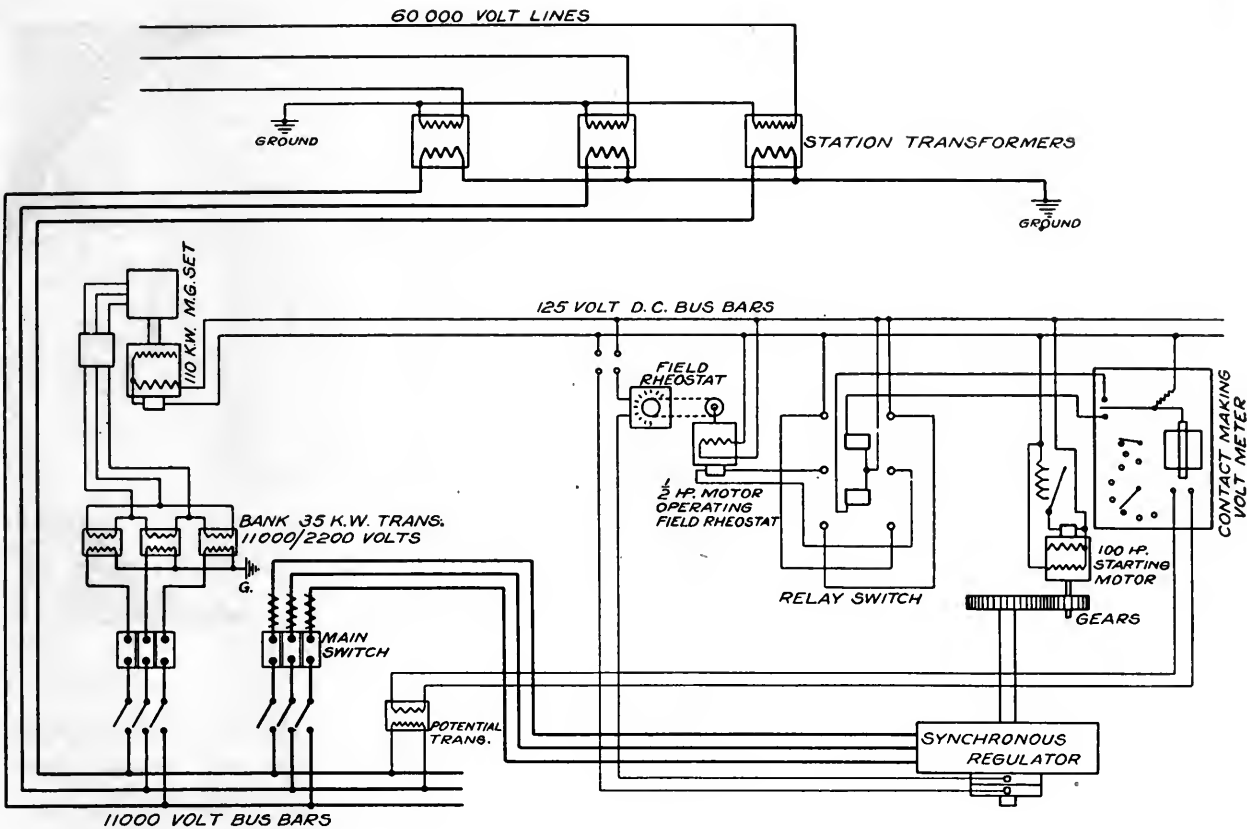 60 000 VOLT LINES
GROUND
STATION TRANSFORMERS
GROUND
110 K.W. M.G. SET
125 VOLT D.C. BUS BARS
FIELD
RHEOSTAT
CONTACT MAKING
VOLT METER
1/2 HP. MOTOR
OPERATING
FIELD RHEOSTAT
BANK 35 K.W. TRANS.
11000/2200 VOLTS
G.
100 HP.
STARTING
MOTOR
RELAY SWITCH
GEARS
MAIN
SWITCH
POTENTIAL
TRANS.
SYNCHRONOUS
REGULATOR
11000 VOLT BUS BARS